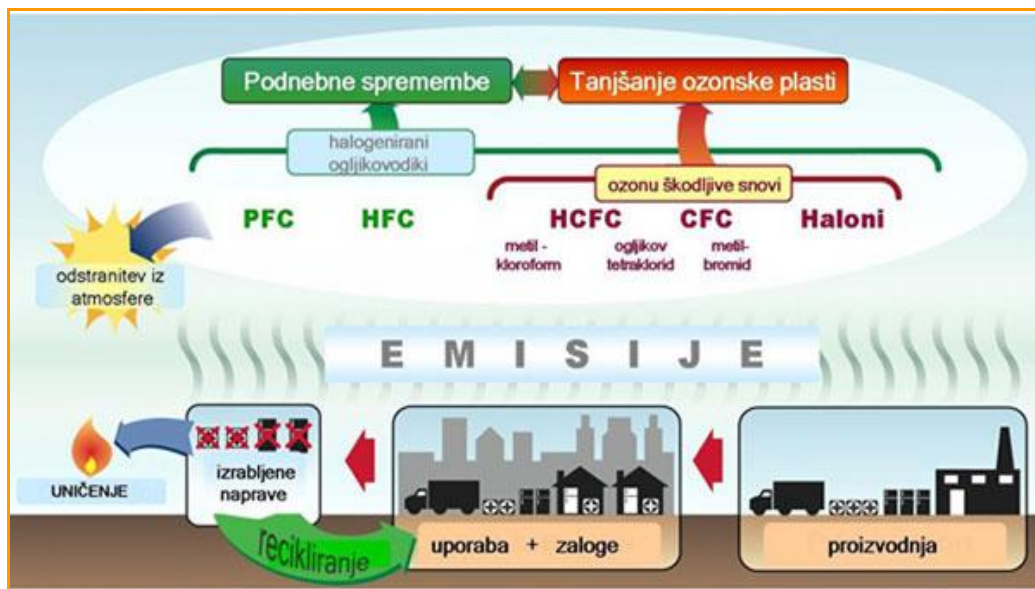 Podnebne spremembe
Tanjšanje ozonske plasti
halogenirani
ogljikovodiki
ozonu škodljive snovi
PFC
HFC
HCFC
CFC
Haloni
metil -
kloroform
ogljikov
tetraklorid
metil-
bromid
odstranitev iz
atmosfere
E M I S I J E
UNIČENJE
izrabljene
naprave
recikliranje
uporaba + zaloge
proizvodnja